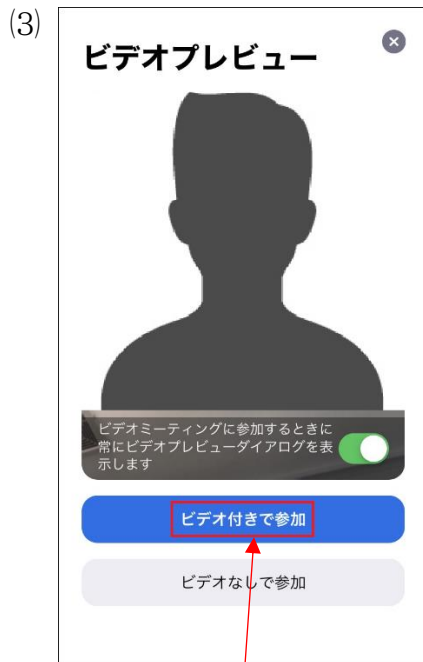 (3)
ビデオプレビュー
ビデオミーティングに参加するときに
常にビデオプレビューダイアログを表
示します
ビデオ付きで参加
ビデオなしで参加